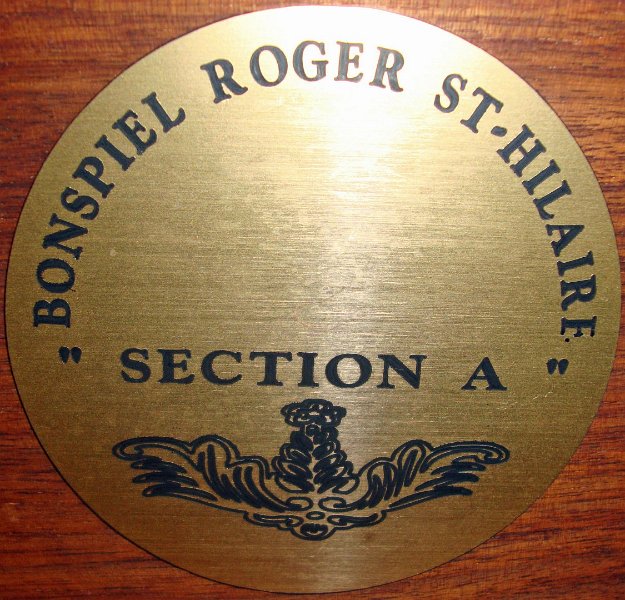 BONSPIEL ROGER ST-HILAIRE
" SECTION A "